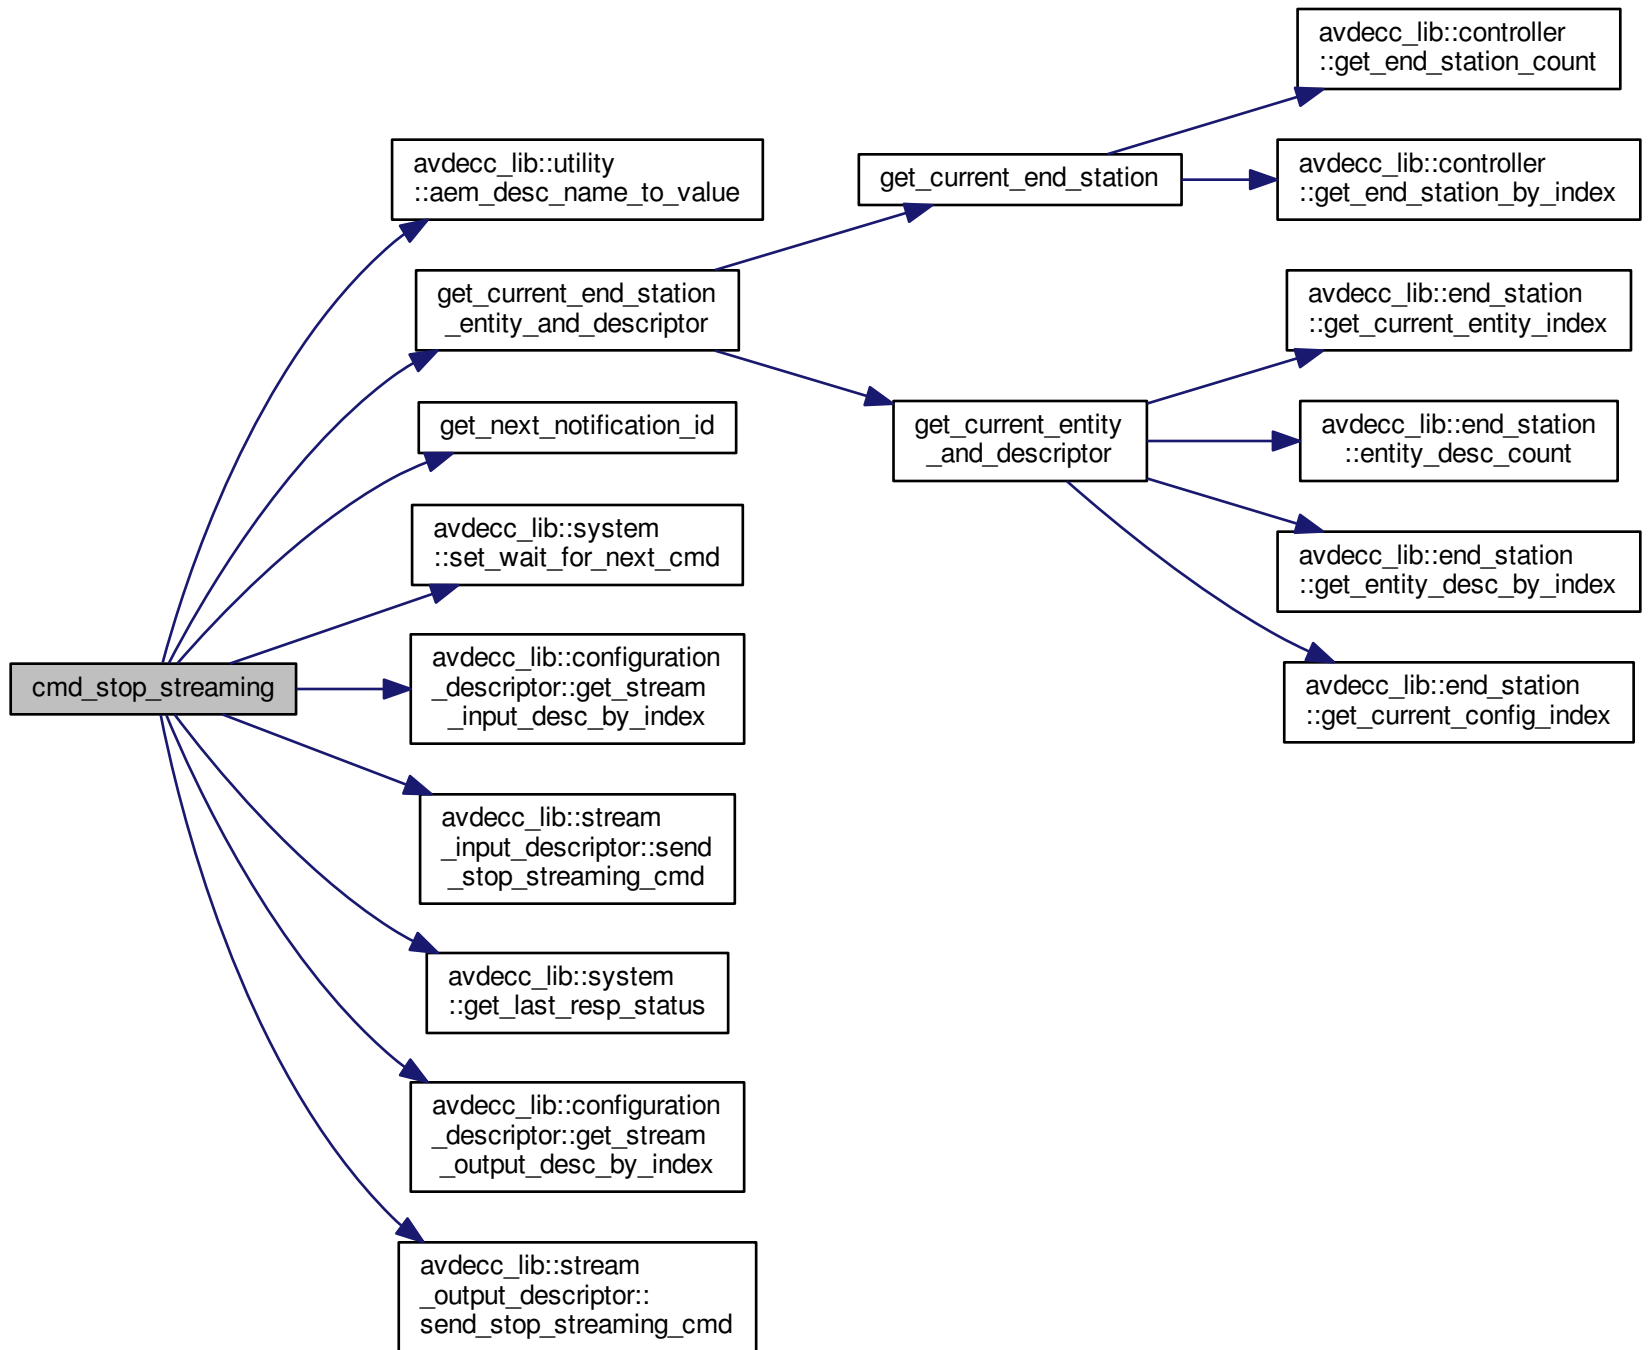 cmd_stop_streaming
avdecc_lib::utility
::aem_desc_name_to_value
get_current_end_station
_entity_and_descriptor
get_next_notification_id
avdecc_lib::system
::set_wait_for_next_cmd
avdecc_lib::configuration
_descriptor::get_stream
_input_desc_by_index
avdecc_lib::stream
_input_descriptor::send
_stop_streaming_cmd
avdecc_lib::system
::get_last_resp_status
avdecc_lib::configuration
_descriptor::get_stream
_output_desc_by_index
avdecc_lib::stream
_output_descriptor::
send_stop_streaming_cmd
get_current_end_station
get_current_entity
_and_descriptor
avdecc_lib::controller
::get_end_station_count
avdecc_lib::controller
::get_end_station_by_index
avdecc_lib::end_station
::get_current_entity_index
avdecc_lib::end_station
::entity_desc_count
avdecc_lib::end_station
::get_entity_desc_by_index
avdecc_lib::end_station
::get_current_config_index